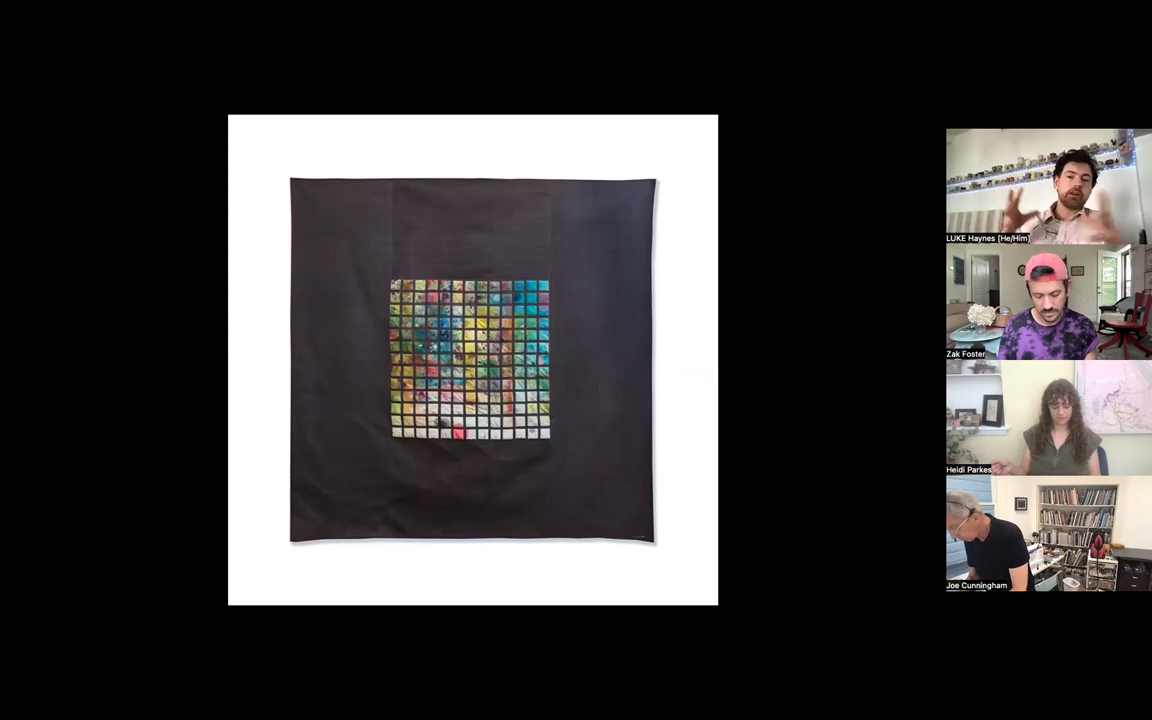 LUKE Haynes [He/Him]
Zak Foster
Heidi Parkes
Joe Cunningham